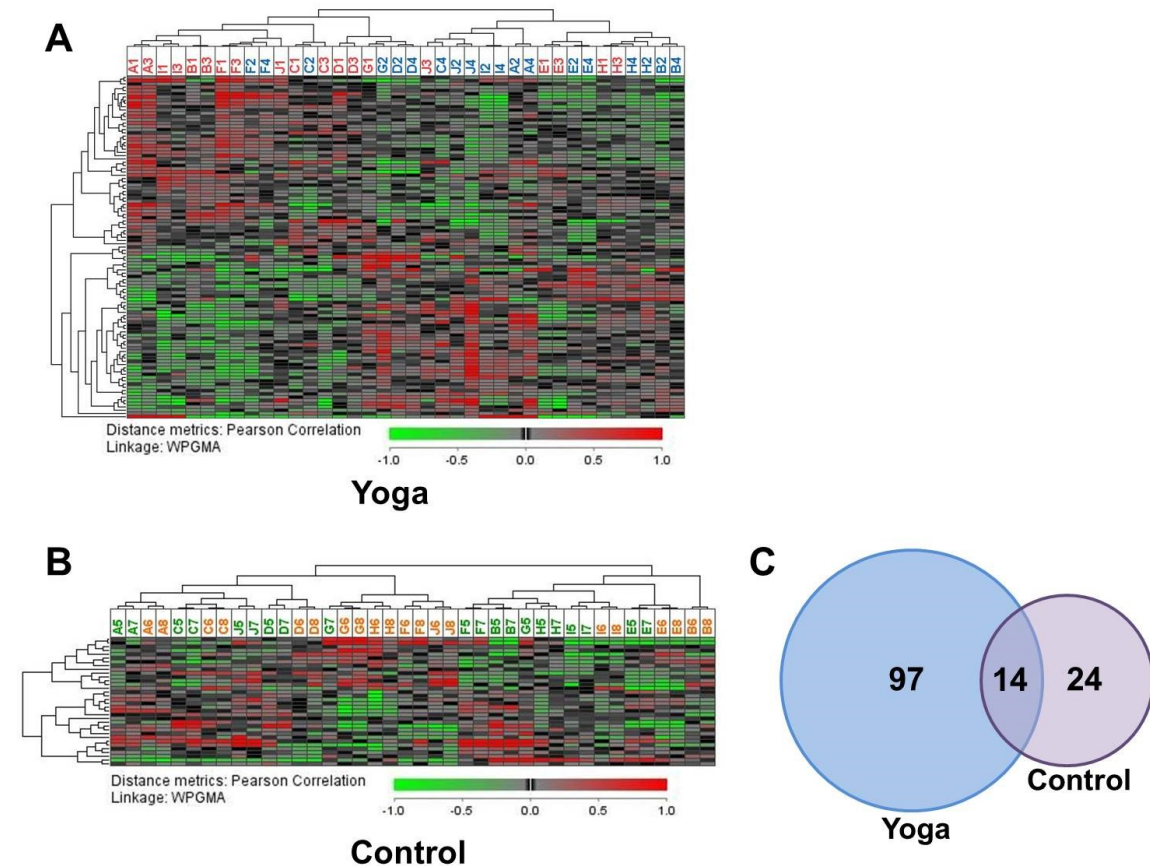 A
A1 A3 I1 I3 B1 B3 F1 F3 F2 F4 J1 C1 C2 C3 D1 D3 G1 G2 D2 D4 J3 C4 J2 J4 I2 I4 A2 A4 E1 E3 E2 E4 H1 H3 H4 H2 B2 B4
Distance metrics: Pearson Correlation
Linkage: WPGMA
-1.0 -0.5 0.0 0.5 1.0
Yoga
B
A5 A7 A6 A8 C5 C7 C6 C8 J5 J7 D5 D7 D6 D8 G7 G6 G8 H6 H8 F6 F8 J6 J8 F5 F7 B5 B7 G5 H5 H7 I5 I7 I6 I8 E5 E7 E6 E8 B6 B8
Distance metrics: Pearson Correlation
Linkage: WPGMA
-1.0 -0.5 0.0 0.5 1.0
Control
C
97 14 24
Control
Yoga